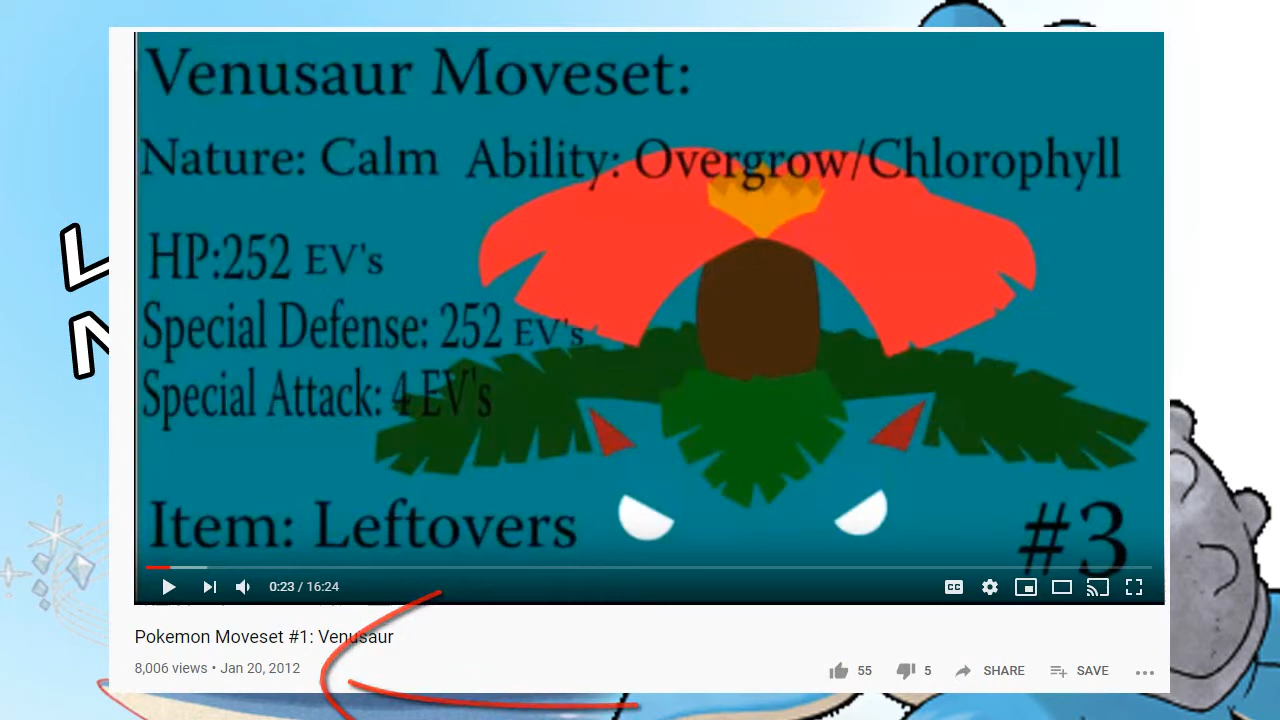 Venusaur Moveset:
Nature: Calm Ability: Overgrow/Chlorophyll
HP:252 EV's
Special Defense: 252 EV's
Special Attack: 4 EV's
Item: Leftovers
#3
0:23 / 16:24
CC
Pokemon Moveset #1: Venusaur
8,006 views • Jan 20, 2012
55 5 SHARE SAVE
L
N